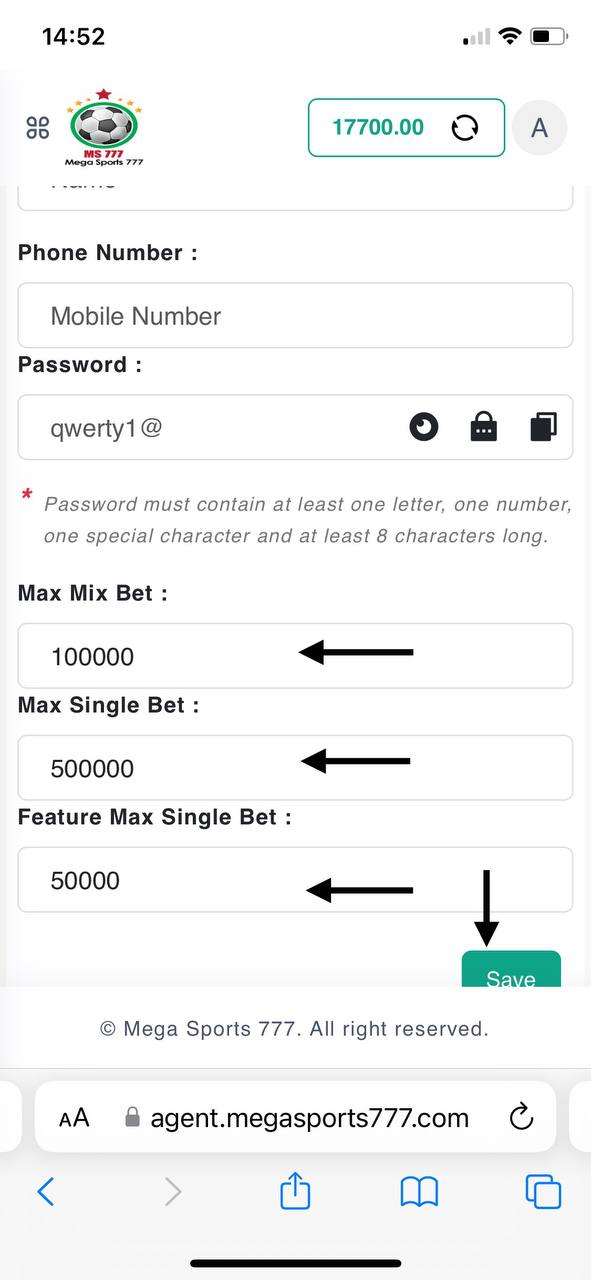 14:52
MS 777
Mega Sports 777
17700.00
A
Phone Number :
Mobile Number
Password :
qwerty1@
* Password must contain at least one letter, one number,
one special character and at least 8 characters long.
Max Mix Bet :
100000
Max Single Bet :
500000
Feature Max Single Bet :
50000
Save
© Mega Sports 777. All right reserved.
AA
agent.megasports777.com